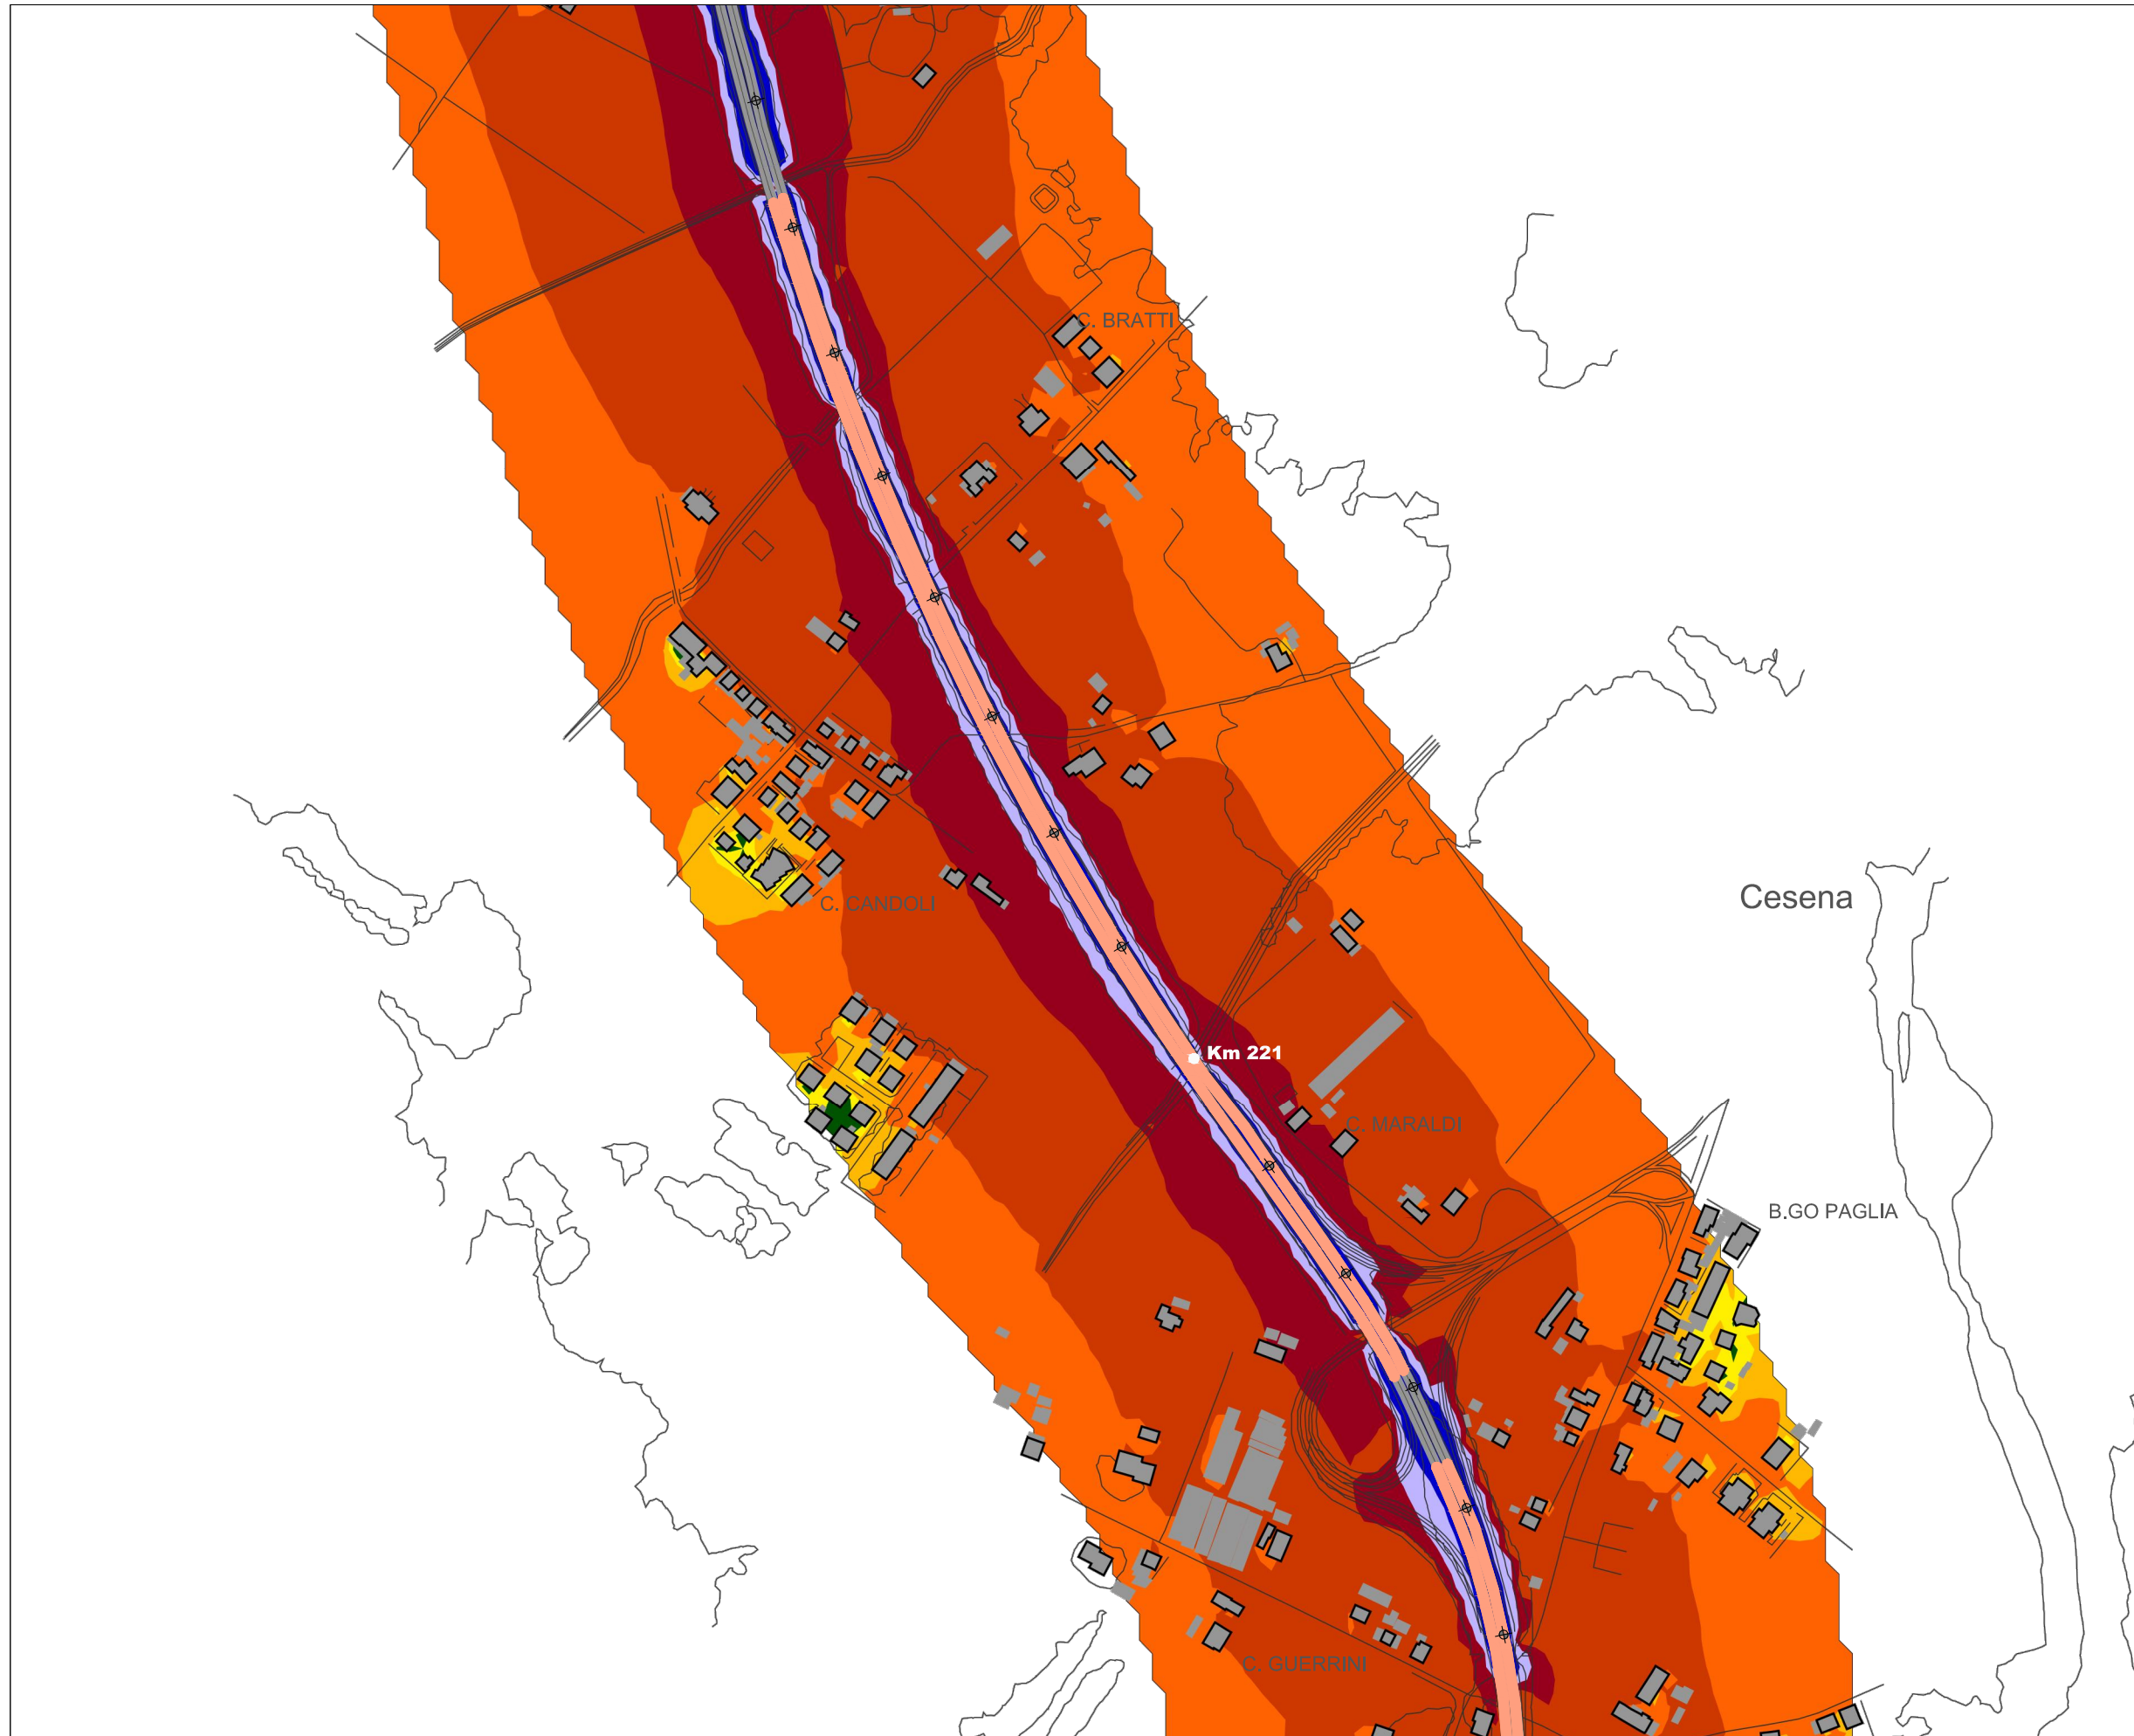 C. BRATTI
Cesena
C. CANDOLI
Km 221
C. MARALDI
B.GO PAGLIA
C. GUERRINI